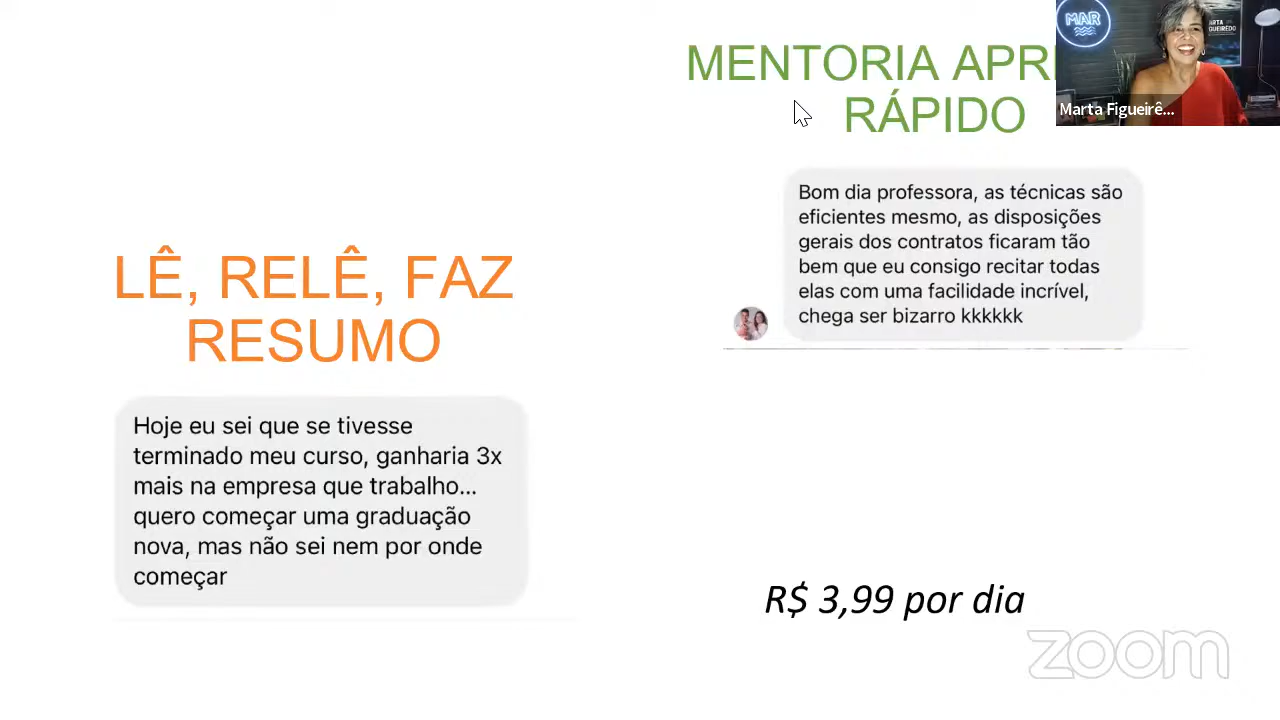 LÊ, RELÊ, FAZ
RESUMO
Hoje eu sei que se tivesse
terminado meu curso, ganharia 3x
mais na empresa que trabalho...
quero começar uma graduação
nova, mas não sei nem por onde
começar
MENTORIA
RÁPIDO
Bom dia professora, as técnicas são
eficientes mesmo, as disposições
gerais dos contratos ficaram tão
bem que eu consigo recitar todas
elas com uma facilidade incrível,
chega ser bizarro kkkkkk
R$ 3,99 por dia
MAR
Marta Figueirê...
zoom